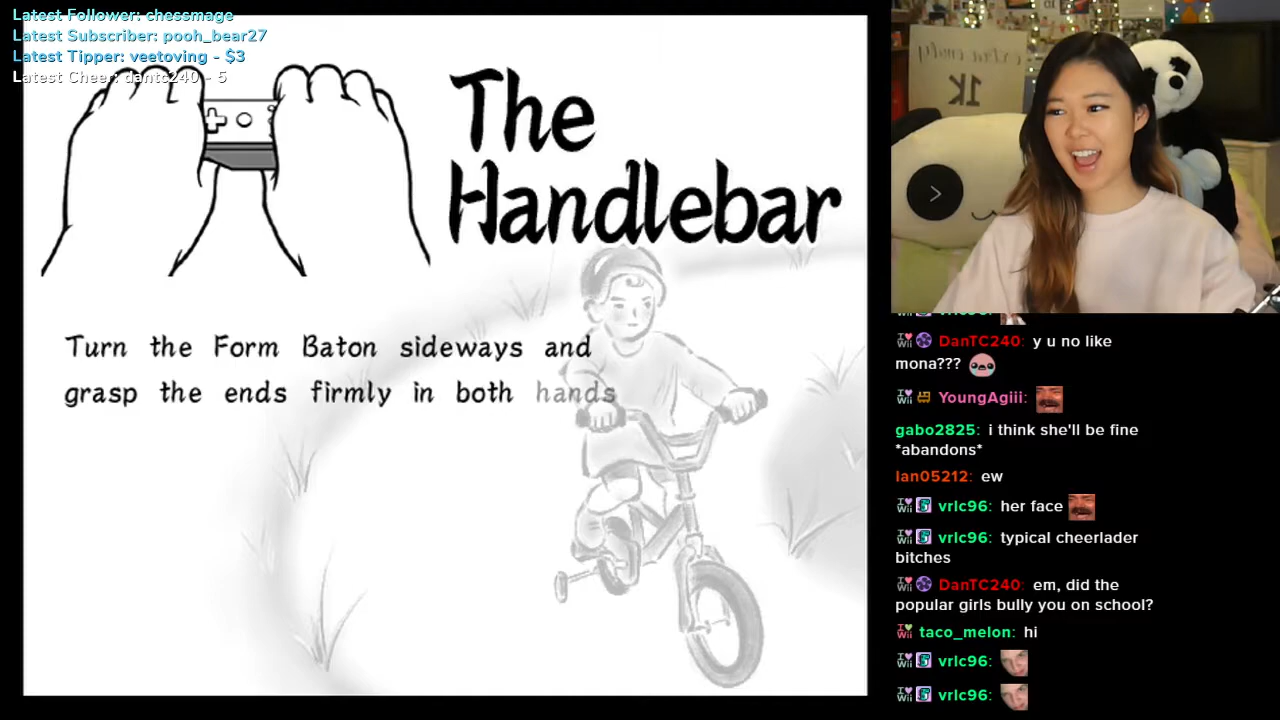 Latest Follower: chessmage
Latest Subscriber: pooh_bear27
Latest Tipper: veetoving - $3
Latest Cheer: dantc240 - 5
The
Handlebar
Turn the Form Baton sideways and
grasp the ends firmly in both hands
1K
DanTC240: y u no like
mona???
YoungAgiii:
gabo2825: i think she'll be fine
*abandons*
Ian05212: ew
vrlc96: her face
vrlc96: typical cheerlader
bitches
DanTC240: em, did the
popular girls bully you on school?
taco_melon: hi
vrlc96:
vrlc96: